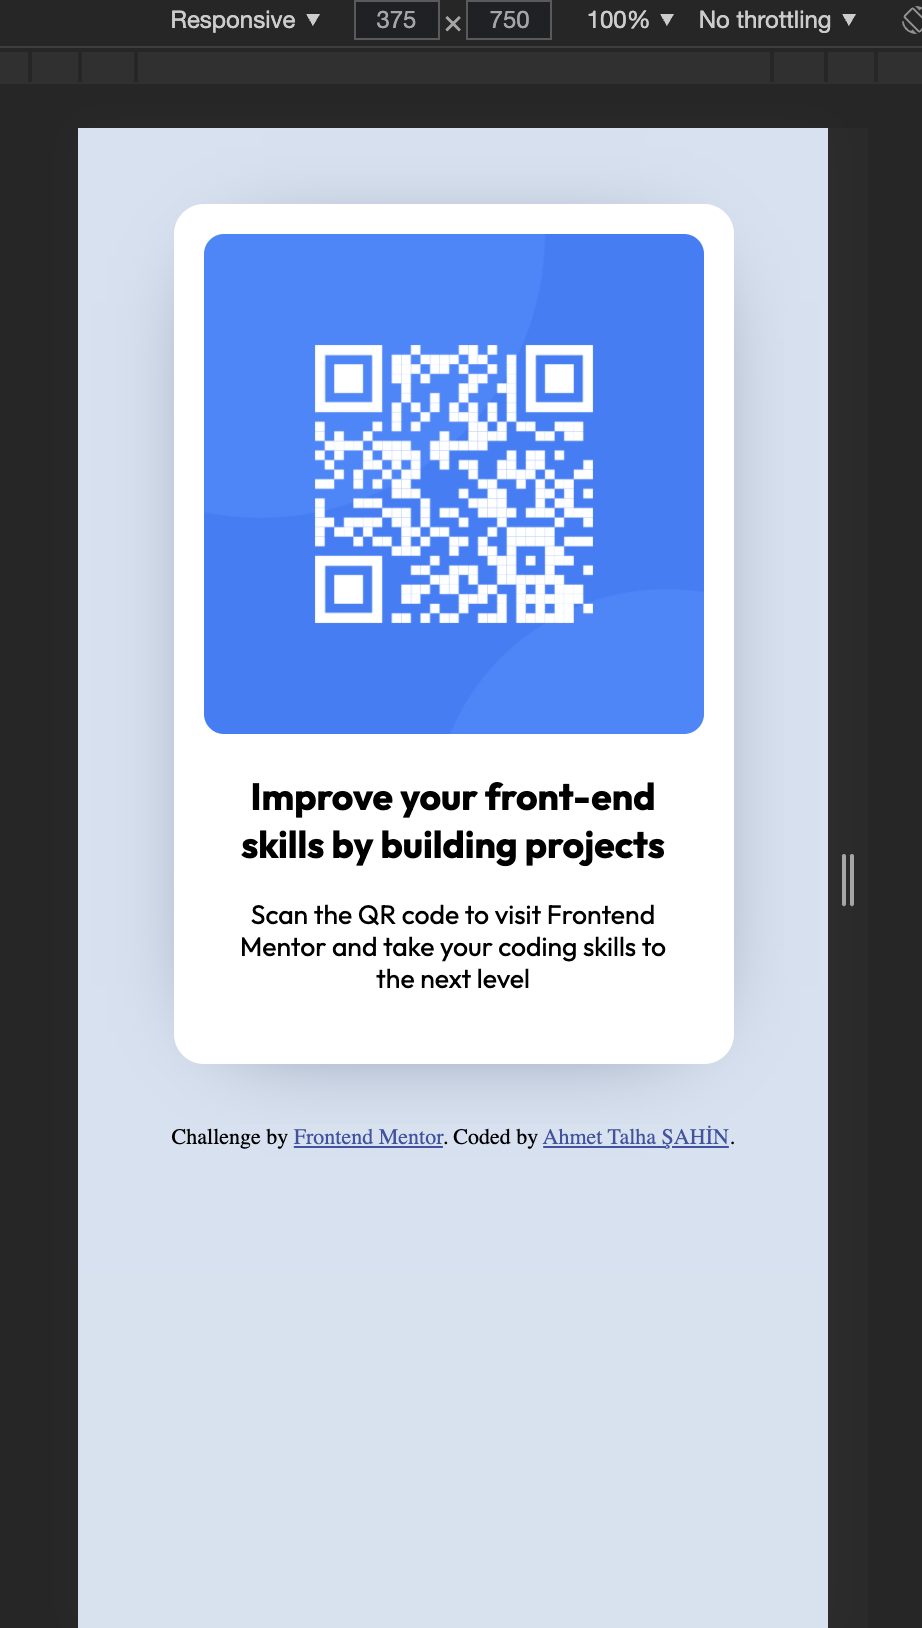 Responsive ▼ 375 × 750 100% ▼ No throttling ▼
Improve your front-end
skills by building projects
Scan the QR code to visit Frontend
Mentor and take your coding skills to
the next level
Challenge by Frontend Mentor. Coded by Ahmet Talha ŞAHİN.